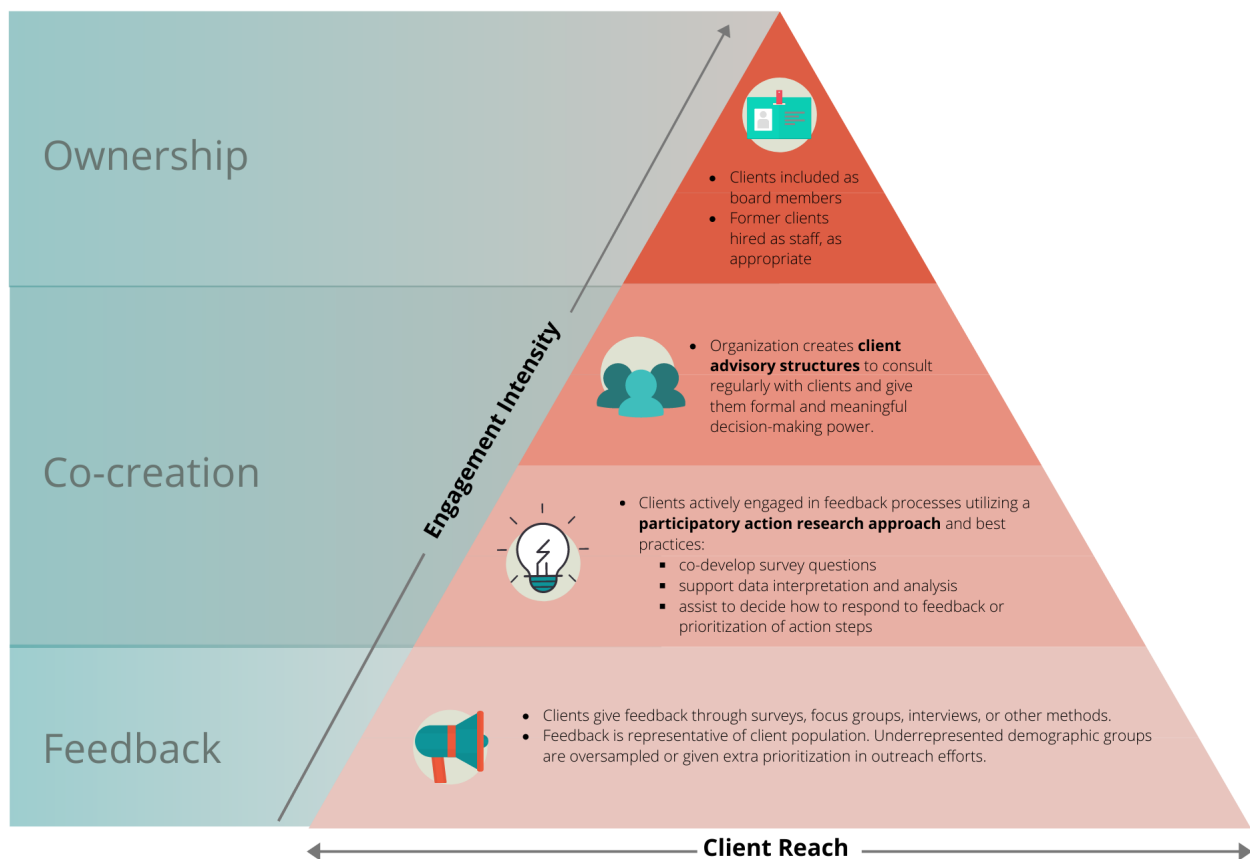 Ownership
• Clients included as
board members
• Former clients
hired as staff, as
appropriate
Engagement Intensity
Co-creation
• Organization creates client
advisory structures to consult
regularly with clients and give
them formal and meaningful
decision-making power.
• Clients actively engaged in feedback processes utilizing a
participatory action research approach and best
practices:
▪ co-develop survey questions
▪ support data interpretation and analysis
▪ assist to decide how to respond to feedback or
prioritization of action steps
Feedback
• Clients give feedback through surveys, focus groups, interviews, or other methods.
• Feedback is representative of client population. Underrepresented demographic groups
are oversampled or given extra prioritization in outreach efforts.
Client Reach